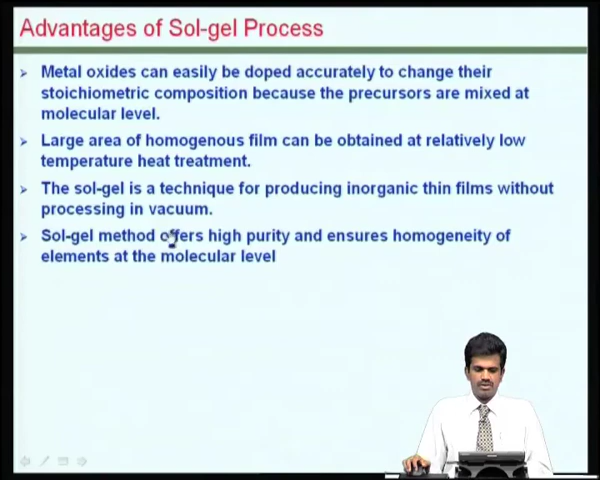 Advantages of Sol-gel Process
Metal oxides can easily be doped accurately to change their
stoichiometric composition because the precursors are mixed at
molecular level.
Large area of homogenous film can be obtained at relatively low
temperature heat treatment.
The sol-gel is a technique for producing inorganic thin films without
processing in vacuum.
Sol-gel method offers high purity and ensures homogeneity of
elements at the molecular level